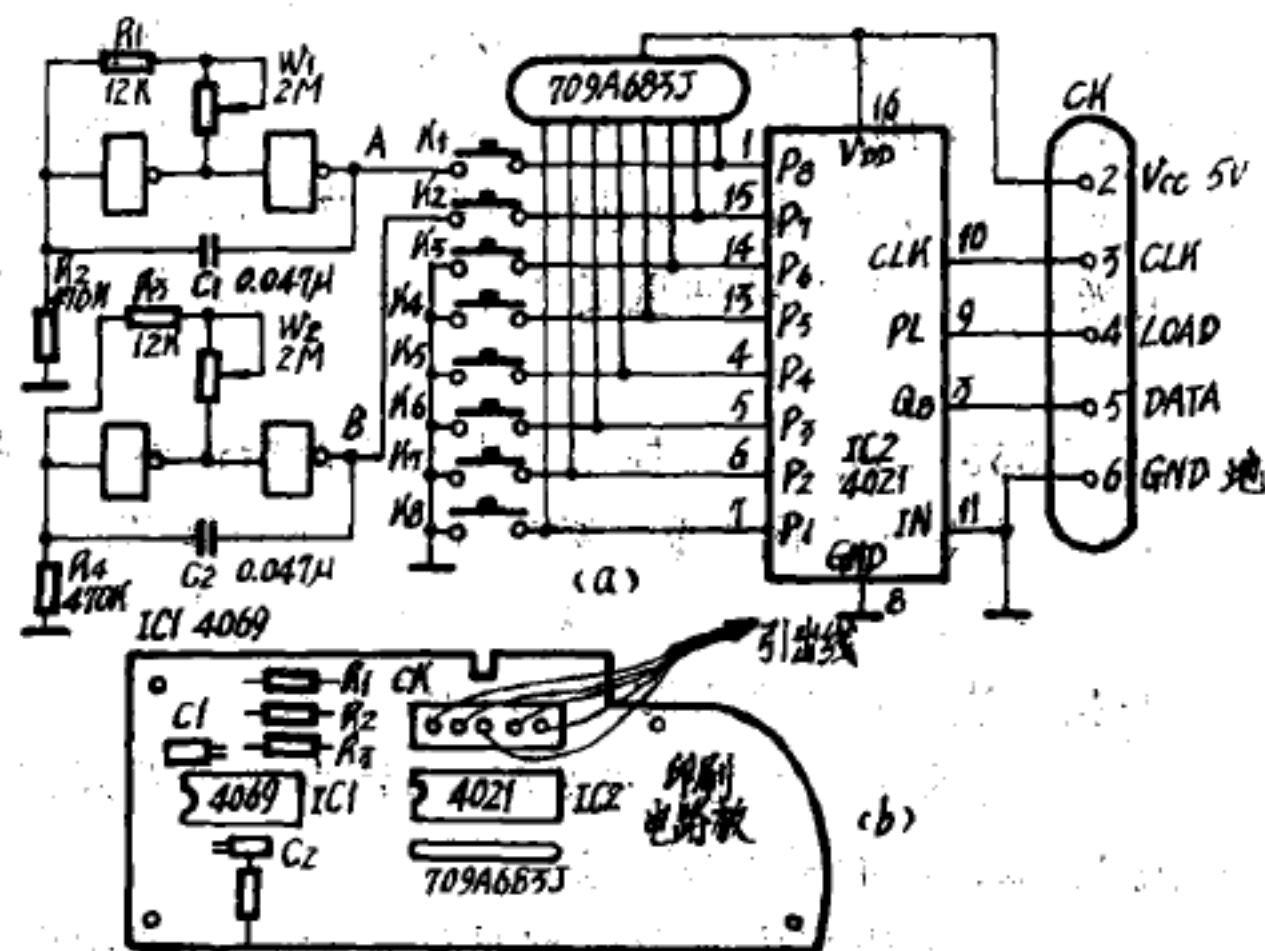 R1
12K
W1
2M
709A683J
16
CK
A
K1
1
P8
VDD
2
Vcc 5V
K2
15
P7
K3
14
P6
CLK
10
3
CLK
R2
470K
C1 0.047μ
R3
12K
W2
2M
K4
13
P5
PL
9
4
LOAD
K5
4
P4
K6
5
P3
QB
3
5
DATA
B
K7
6
P2
IC2
4021
6
GND 地
K8
7
P1
IN
11
GND
8
R4
470K
C2 0.047μ
(a)
IC1 4069
引出线
R1
CK
C1
R2
R3
4069
IC1
4021
IC2
印刷
电路板
(b)
C2
709A683J